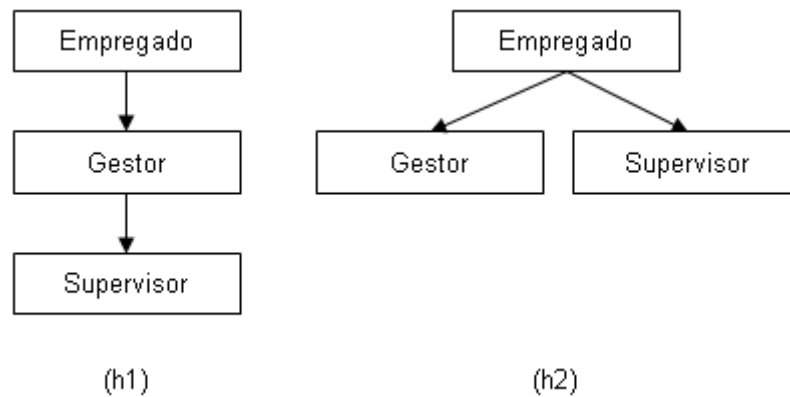 Empregado
Gestor
Supervisor
(h1)
Empregado
Gestor
Supervisor
(h2)